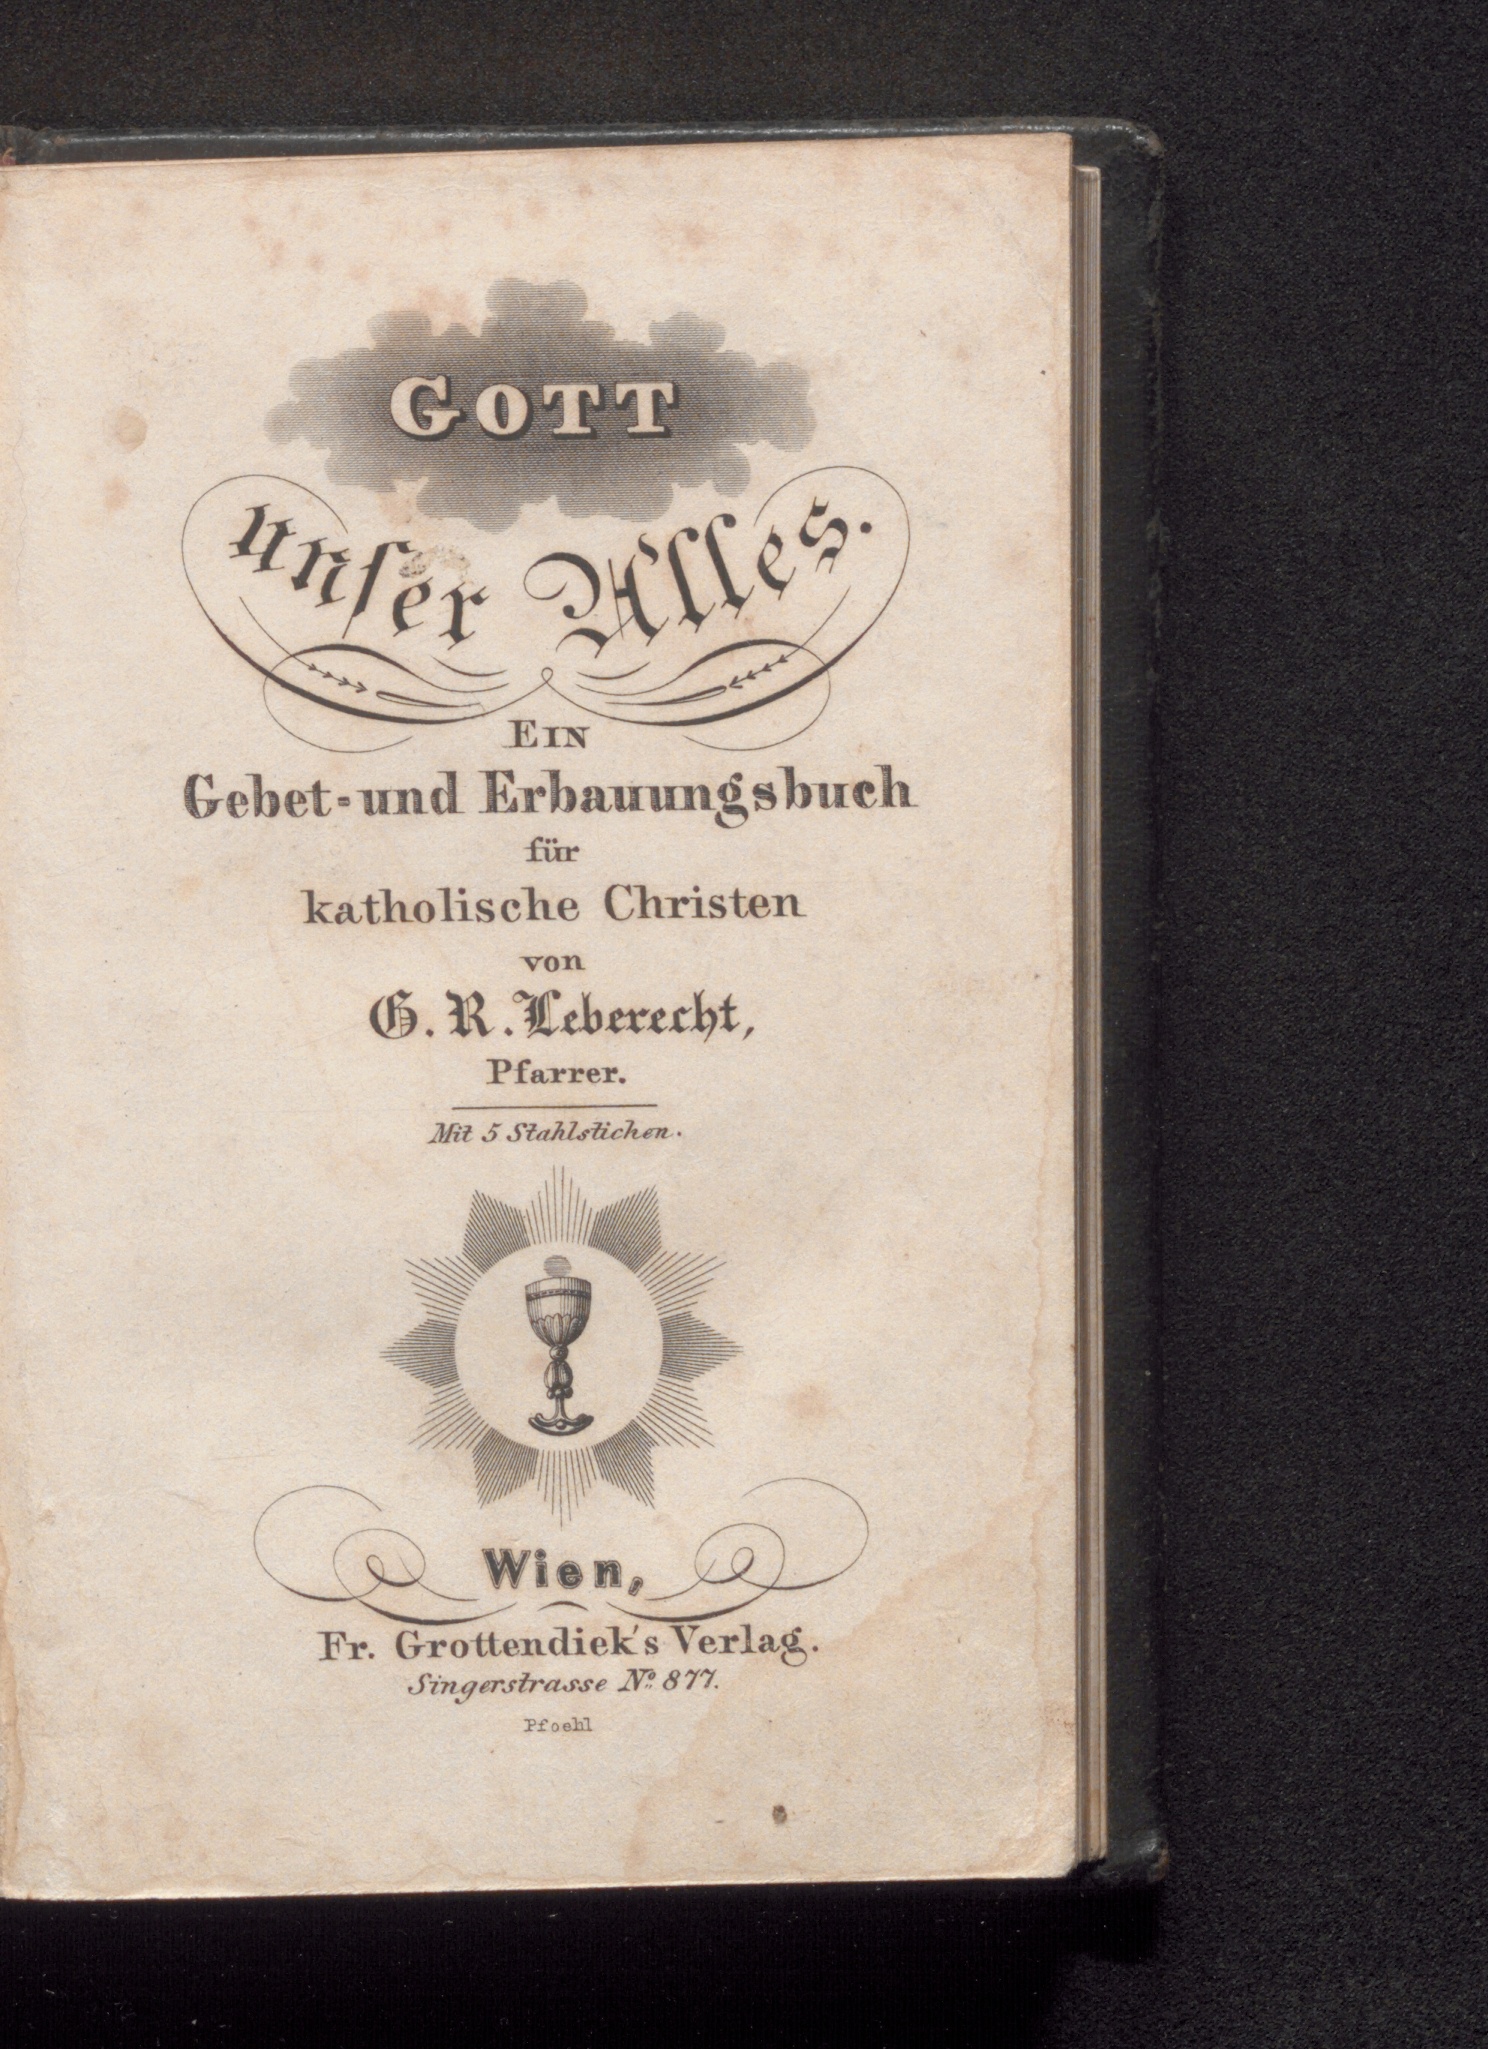 GOTT
unser Alles.
EIN
Gebet-und Erbauungsbuch
für
katholische Christen
von
G. R. Leberecht,
Pfarrer.
Mit 5 Stahlstichen.
Wien,
Fr. Grottendiek's Verlag.
Singerstrasse No. 877.
Pfoehl